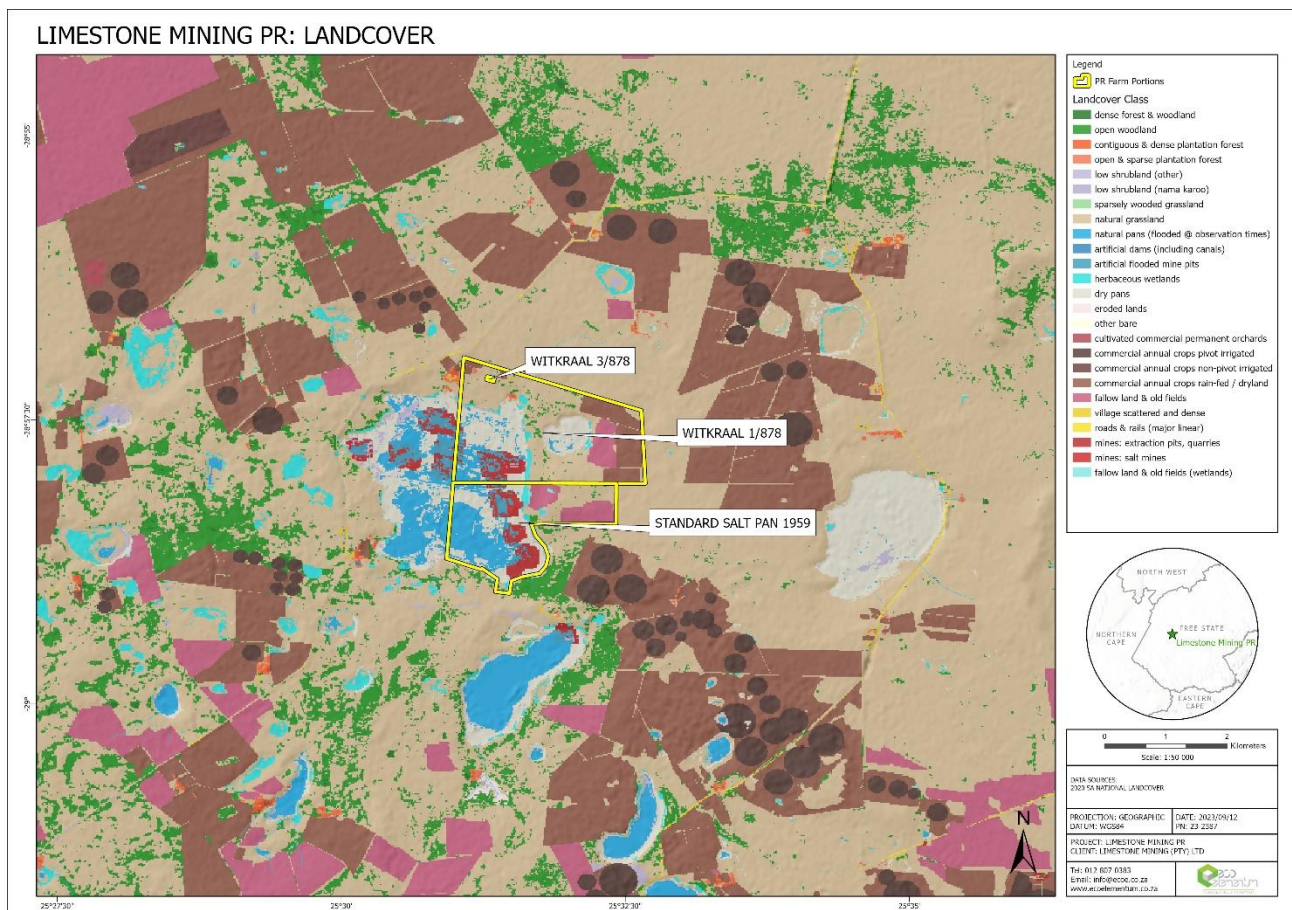 LIMESTONE MINING PR: LANDCOVER
-28°55'
-28°57'30"
-29°
25°27'30"
25°30'
25°32'30"
25°35'
WITKRAAL 3/878
WITKRAAL 1/878
STANDARD SALT PAN 1959
Legend
PR Farm Portions
Landcover Class
dense forest & woodland
open woodland
contiguous & dense plantation forest
open & sparse plantation forest
low shrubland (other)
low shrubland (nama karoo)
sparsely wooded grassland
natural grassland
natural pans (flooded @ observation times)
artificial dams (including canals)
artificial flooded mine pits
herbaceous wetlands
dry pans
eroded lands
other bare
cultivated commercial permanent orchards
commercial annual crops pivot irrigated
commercial annual crops non-pivot irrigated
commercial annual crops rain-fed / dryland
fallow land & old fields
village scattered and dense
roads & rails (major linear)
mines: extraction pits, quarries
mines: salt mines
fallow land & old fields (wetlands)
NORTH WEST
NORTHERN
CAPE
FREE STATE
Limestone Mining PR
EASTERN
CAPE
0 1 2
Kilometers
Scale: 1:50 000
DATA SOURCES:
2020 SA NATIONAL LANDCOVER
PROJECTION: GEOGRAPHIC
DATUM: WGS84
DATE: 2023/09/12
PN: 23 2387
PROJECT: LIMESTONE MINING PR
CLIENT: LIMESTONE MINING (PTY) LTD
Tel: 012 807 0383
Email: info@ecoe.co.za
www.ecoelementum.co.za
N
eco
elementum